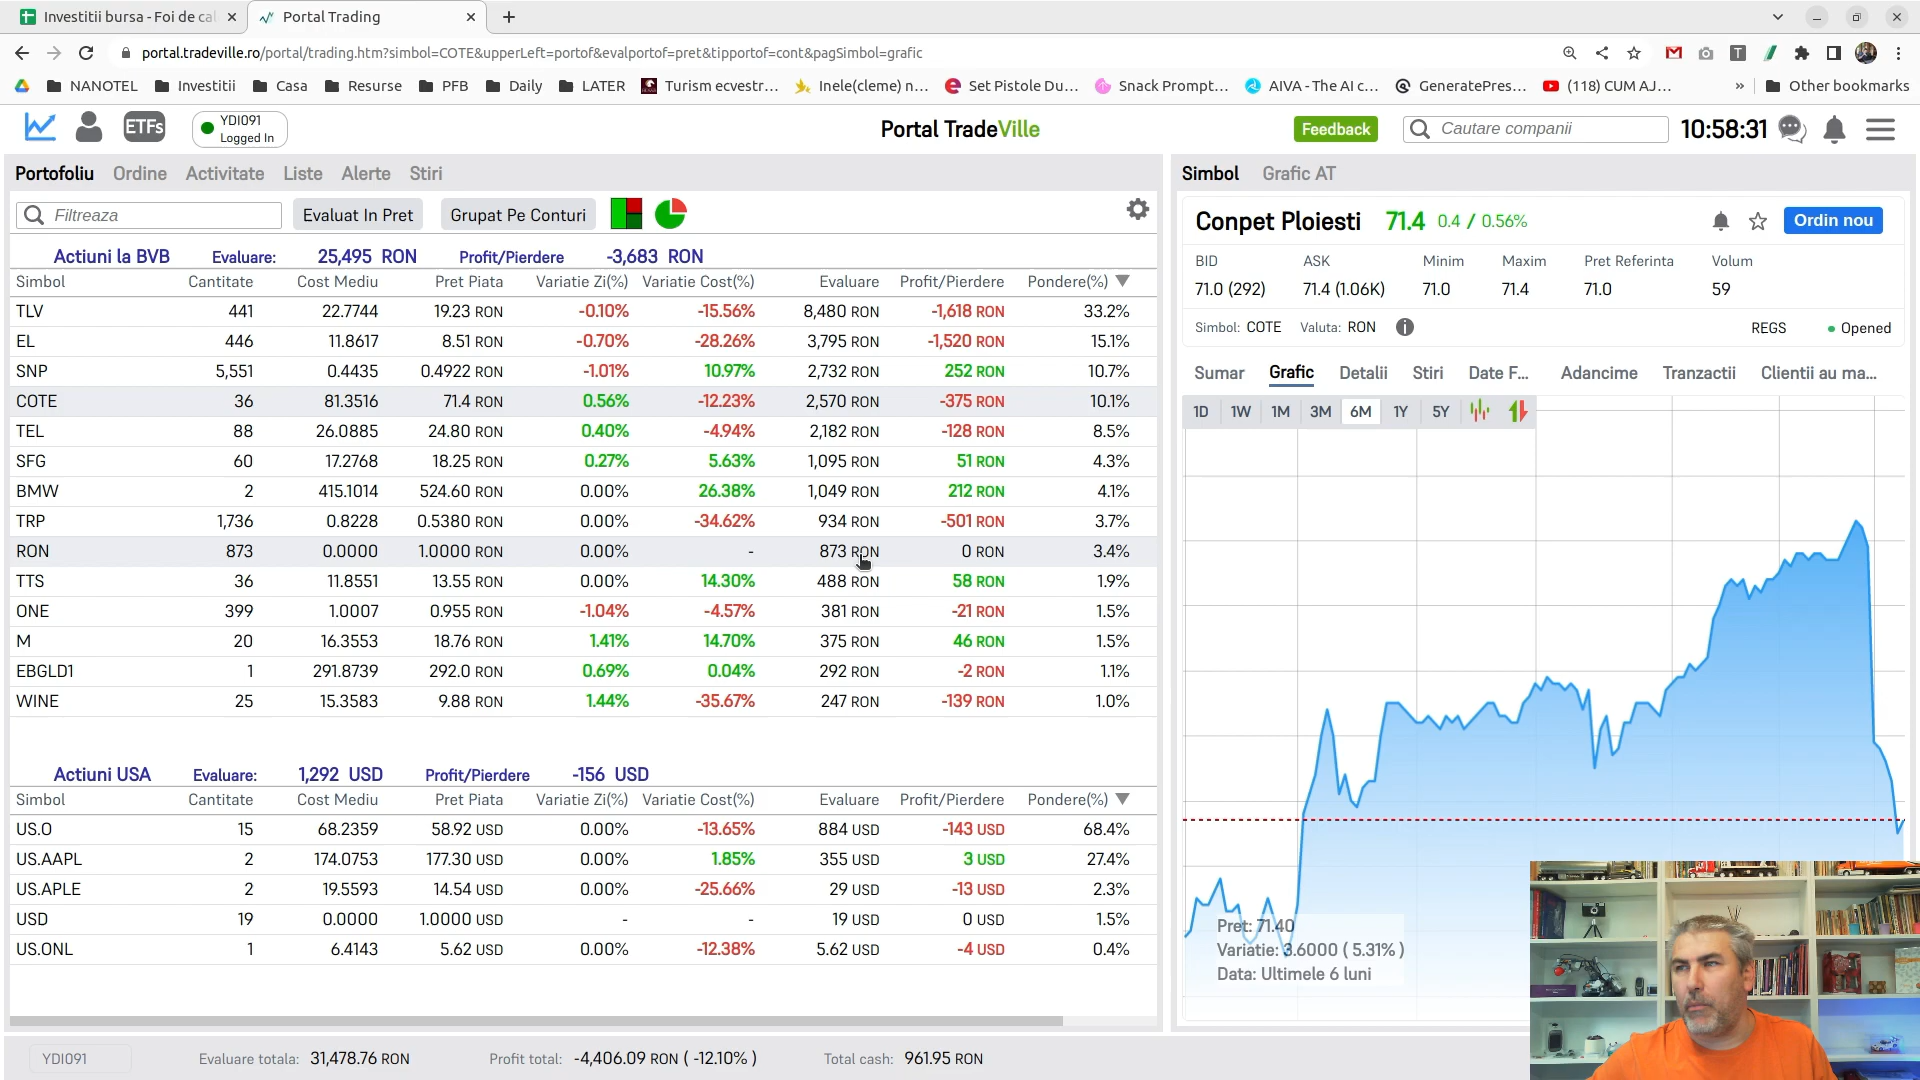 Investitii bursa - Foi de cal
Portal Trading
portal.tradeville.ro/portal/trading.htm?simbol=COTE&upperLeft=portof&evalportof=pret&tipportof=cont&pagSimbol=grafic
NANOTEL Investitii Casa Resurse PFB Daily LATER Turism ecvestr... Inele(cleme) n... Set Pistole Du... Snack Prompt... AIVA - The AI c... GeneratePres... (118) CUM AJ... » Other bookmarks
ETFs YDI091
Logged In
Portal TradeVille
Feedback Cautare companii 10:58:31
Portofoliu Ordine Activitate Liste Alerte Stiri
Filtreaza Evaluat In Pret Grupat Pe Conturi
Actiuni la BVB Evaluare: 25,495 RON Profit/Pierdere -3,683 RON
Simbol Cantitate Cost Mediu Pret Piata Variatie Zi(%) Variatie Cost(%) Evaluare Profit/Pierdere Pondere(%)
TLV 441 22.7744 19.23 RON -0.10% -15.56% 8,480 RON -1,618 RON 33.2%
EL 446 11.8617 8.51 RON -0.70% -28.26% 3,795 RON -1,520 RON 15.1%
SNP 5,551 0.4435 0.4922 RON -1.01% 10.97% 2,732 RON 252 RON 10.7%
COTE 36 81.3516 71.4 RON 0.56% -12.23% 2,570 RON -375 RON 10.1%
TEL 88 26.0885 24.80 RON 0.40% -4.94% 2,182 RON -128 RON 8.5%
SFG 60 17.2768 18.25 RON 0.27% 5.63% 1,095 RON 51 RON 4.3%
BMW 2 415.1014 524.60 RON 0.00% 26.38% 1,049 RON 212 RON 4.1%
TRP 1,736 0.8228 0.5380 RON 0.00% -34.62% 934 RON -501 RON 3.7%
RON 873 0.0000 1.0000 RON 0.00% - 873 RON 0 RON 3.4%
TTS 36 11.8551 13.55 RON 0.00% 14.30% 488 RON 58 RON 1.9%
ONE 399 1.0007 0.955 RON -1.04% -4.57% 381 RON -21 RON 1.5%
M 20 16.3553 18.76 RON 1.41% 14.70% 375 RON 46 RON 1.5%
EBGLD1 1 291.8739 292.0 RON 0.69% 0.04% 292 RON -2 RON 1.1%
WINE 25 15.3583 9.88 RON 1.44% -35.67% 247 RON -139 RON 1.0%
Actiuni USA Evaluare: 1,292 USD Profit/Pierdere -156 USD
Simbol Cantitate Cost Mediu Pret Piata Variatie Zi(%) Variatie Cost(%) Evaluare Profit/Pierdere Pondere(%)
US.O 15 68.2359 58.92 USD 0.00% -13.65% 884 USD -143 USD 68.4%
US.AAPL 2 174.0753 177.30 USD 0.00% 1.85% 355 USD 3 USD 27.4%
US.APLE 2 19.5593 14.54 USD 0.00% -25.66% 29 USD -13 USD 2.3%
USD 19 0.0000 1.0000 USD - - 19 USD 0 USD 1.5%
US.ONL 1 6.4143 5.62 USD 0.00% -12.38% 5.62 USD -4 USD 0.4%
YDI091 Evaluare totala: 31,478.76 RON Profit total: -4,406.09 RON ( -12.10% ) Total cash: 961.95 RON
Simbol Grafic AT
Conpet Ploiesti 71.4 0.4 / 0.56% Ordin nou
BID ASK Minim Maxim Pret Referinta Volum
71.0 (292) 71.4 (1.06K) 71.0 71.4 71.0 59
Simbol: COTE Valuta: RON REGS Opened
Sumar Grafic Detalii Stiri Date F... Adancime Tranzactii Clientii au ma...
1D 1W 1M 3M 6M 1Y 5Y
Pret: 71.40
Variatie: 3.6000 ( 5.31% )
Data: Ultimele 6 luni